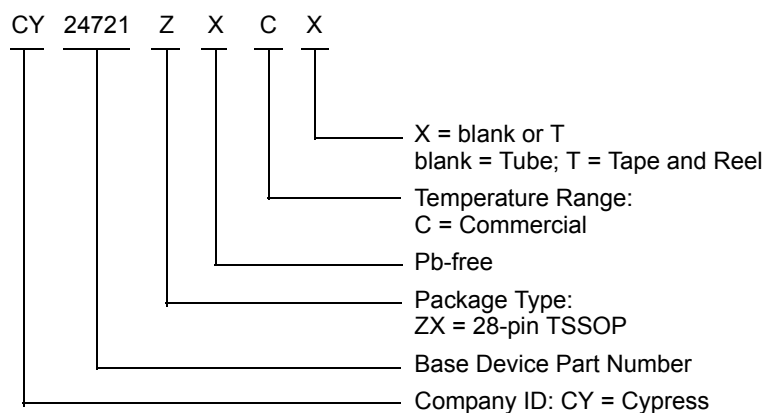 CY 24721 Z X C X
X = blank or T
blank = Tube; T = Tape and Reel
Temperature Range:
C = Commercial
Pb-free
Package Type:
ZX = 28-pin TSSOP
Base Device Part Number
Company ID: CY = Cypress